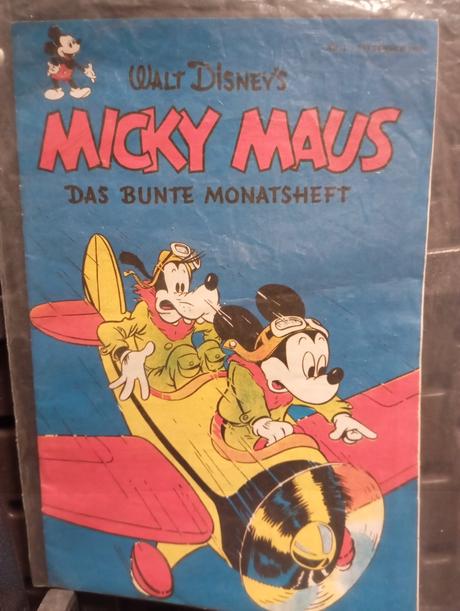 WALT DISNEY'S
MICKY MAUS
DAS BUNTE MONATSHEFT